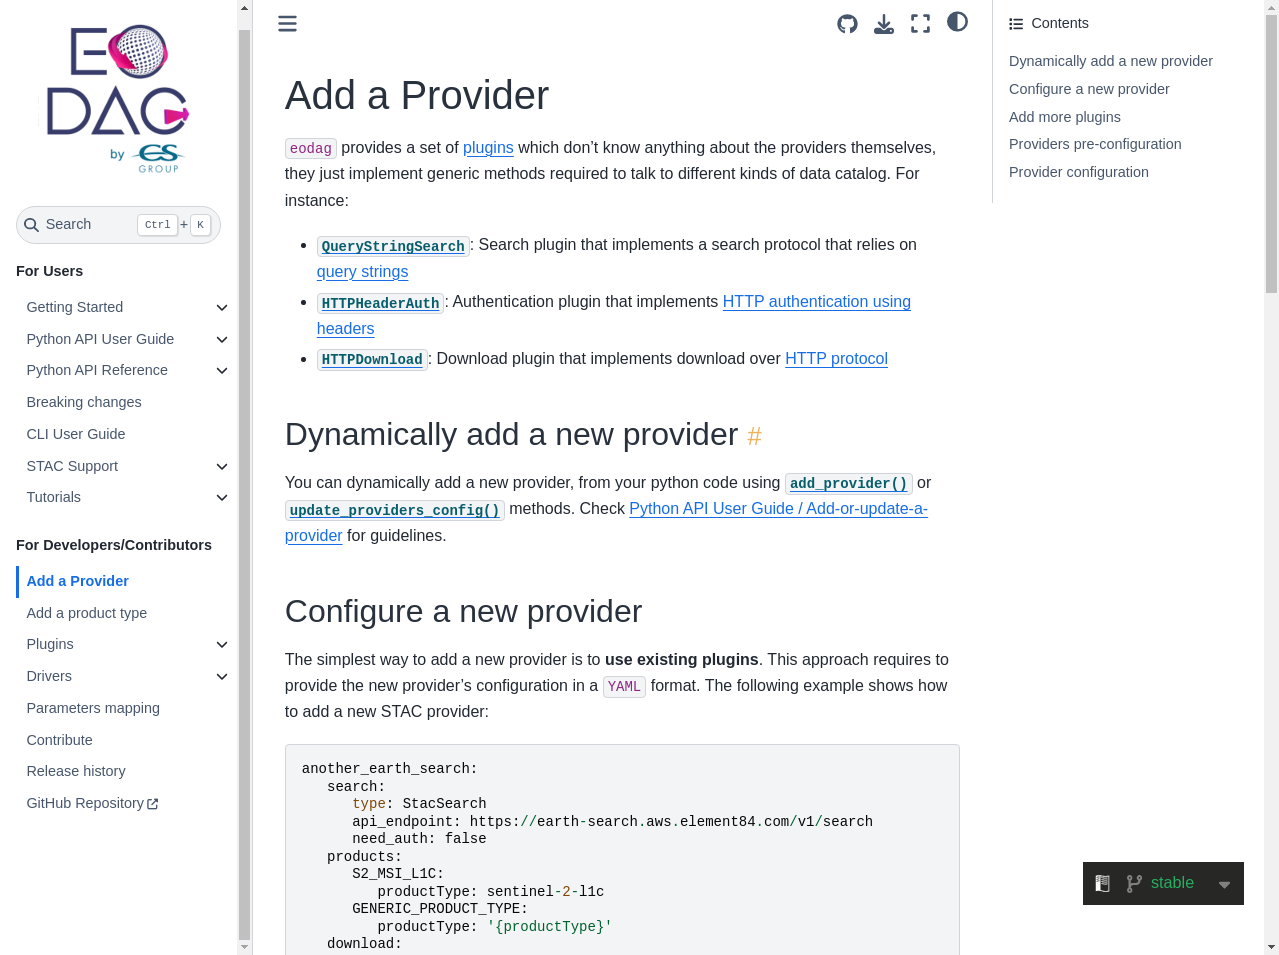 EO
DAG
by CS
GROUP
Search Ctrl + K
For Users
Getting Started
Python API User Guide
Python API Reference
Breaking changes
CLI User Guide
STAC Support
Tutorials
For Developers/Contributors
Add a Provider
Add a product type
Plugins
Drivers
Parameters mapping
Contribute
Release history
GitHub Repository
Add a Provider
eodag provides a set of plugins which don’t know anything about the providers themselves,
they just implement generic methods required to talk to different kinds of data catalog. For
instance:
• QueryStringSearch: Search plugin that implements a search protocol that relies on
query strings
• HTTPHeaderAuth: Authentication plugin that implements HTTP authentication using
headers
• HTTPDownload: Download plugin that implements download over HTTP protocol
Dynamically add a new provider #
You can dynamically add a new provider, from your python code using add_provider() or
update_providers_config() methods. Check Python API User Guide / Add-or-update-a-
provider for guidelines.
Configure a new provider
The simplest way to add a new provider is to use existing plugins. This approach requires to
provide the new provider’s configuration in a YAML format. The following example shows how
to add a new STAC provider:
another_earth_search:
search:
type: StacSearch
api_endpoint: https://earth-search.aws.element84.com/v1/search
need_auth: false
products:
S2_MSI_L1C:
productType: sentinel-2-l1c
GENERIC_PRODUCT_TYPE:
productType: '{productType}'
download:
Contents
Dynamically add a new provider
Configure a new provider
Add more plugins
Providers pre-configuration
Provider configuration
stable